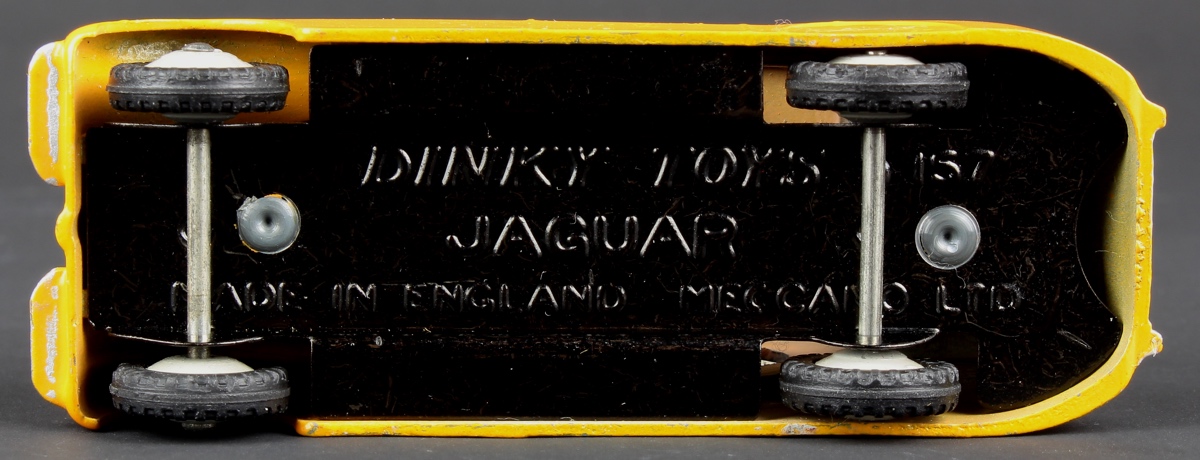 DINKY TOYS 157
JAGUAR
MADE IN ENGLAND MECCANO LTD